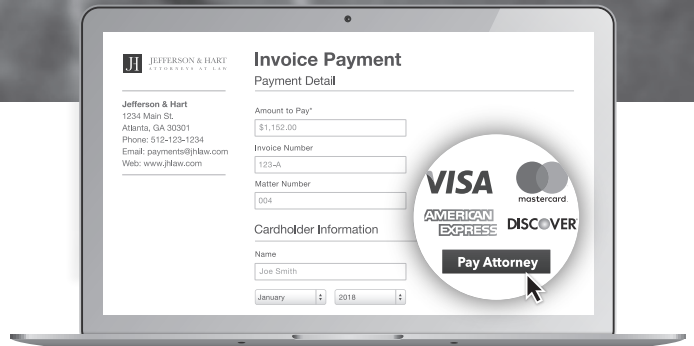 JH JEFFERSON & HART
ATTORNEYS AT LAW
Jefferson & Hart
1234 Main St.
Atlanta, GA 30301
Phone: 512-123-1234
Email: payments@jhlaw.com
Web: www.jhlaw.com
Invoice Payment
Payment Detail
Amount to Pay*
$1,152.00
Invoice Number
123-A
Matter Number
004
Cardholder Information
Name
Joe Smith
January 2018
VISA mastercard.
AMERICAN EXPRESS DISCOVER
Pay Attorney